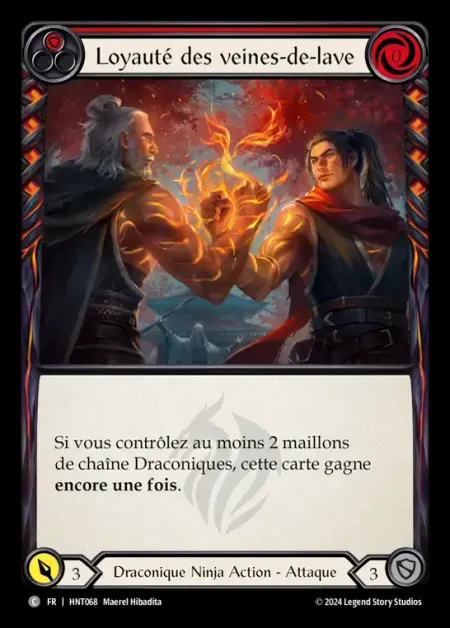 Loyauté des veines-de-lave
0
Si vous contrôlez au moins 2 maillons
de chaîne Draconiques, cette carte gagne
encore une fois.
3
Draconique Ninja Action - Attaque
3
C FR | HNT068 Maerel Hibadita
© 2024 Legend Story Studios